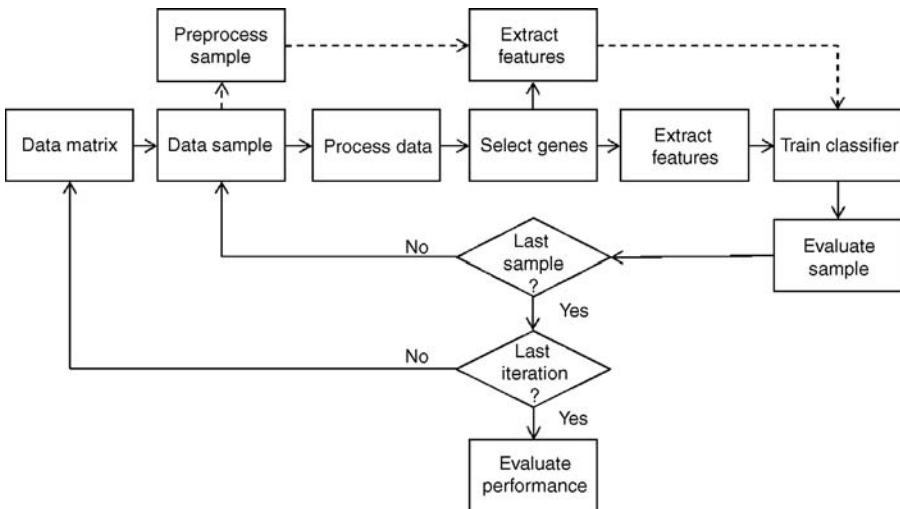 Preprocess
sample
Extract
features
Data matrix
Data sample
Process data
Select genes
Extract
features
Train classifier
Evaluate
sample
Last
sample
?
No
Yes
Last
iteration
?
No
Yes
Evaluate
performance